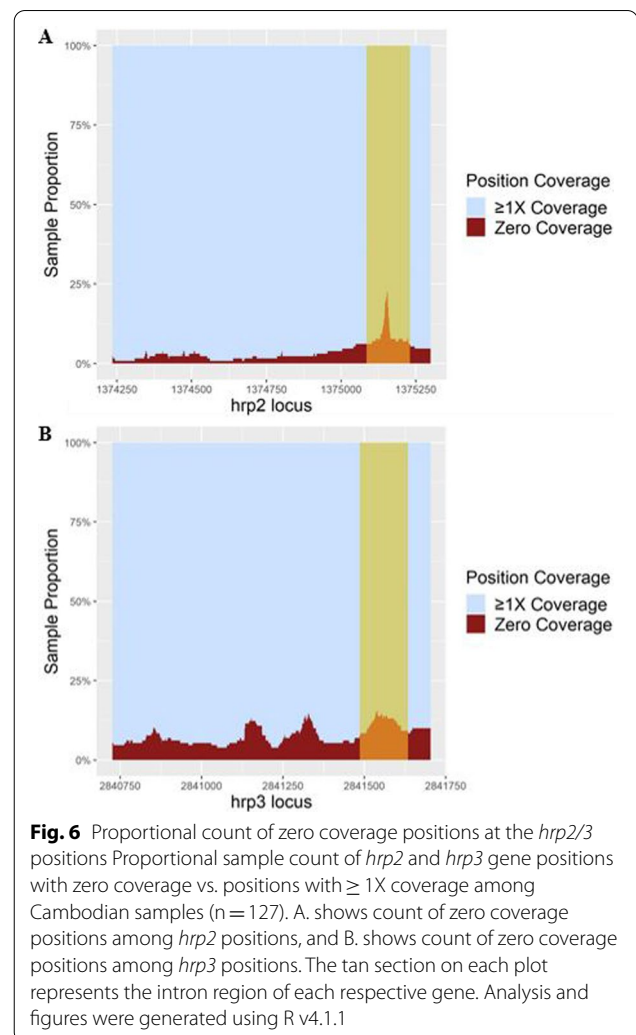 A
100%
75%
50%
25%
0%
Sample Proportion
1374250 1374500 1374750 1375000 1375250
hrp2 locus
Position Coverage
≥1X Coverage
Zero Coverage
B
100%
75%
50%
25%
0%
Sample Proportion
2840750 2841000 2841250 2841500 2841750
hrp3 locus
Position Coverage
≥1X Coverage
Zero Coverage
Fig. 6 Proportional count of zero coverage positions at the hrp2/3
positions Proportional sample count of hrp2 and hrp3 gene positions
with zero coverage vs. positions with ≥ 1X coverage among
Cambodian samples (n = 127). A. shows count of zero coverage
positions among hrp2 positions, and B. shows count of zero coverage
positions among hrp3 positions. The tan section on each plot
represents the intron region of each respective gene. Analysis and
figures were generated using R v4.1.1